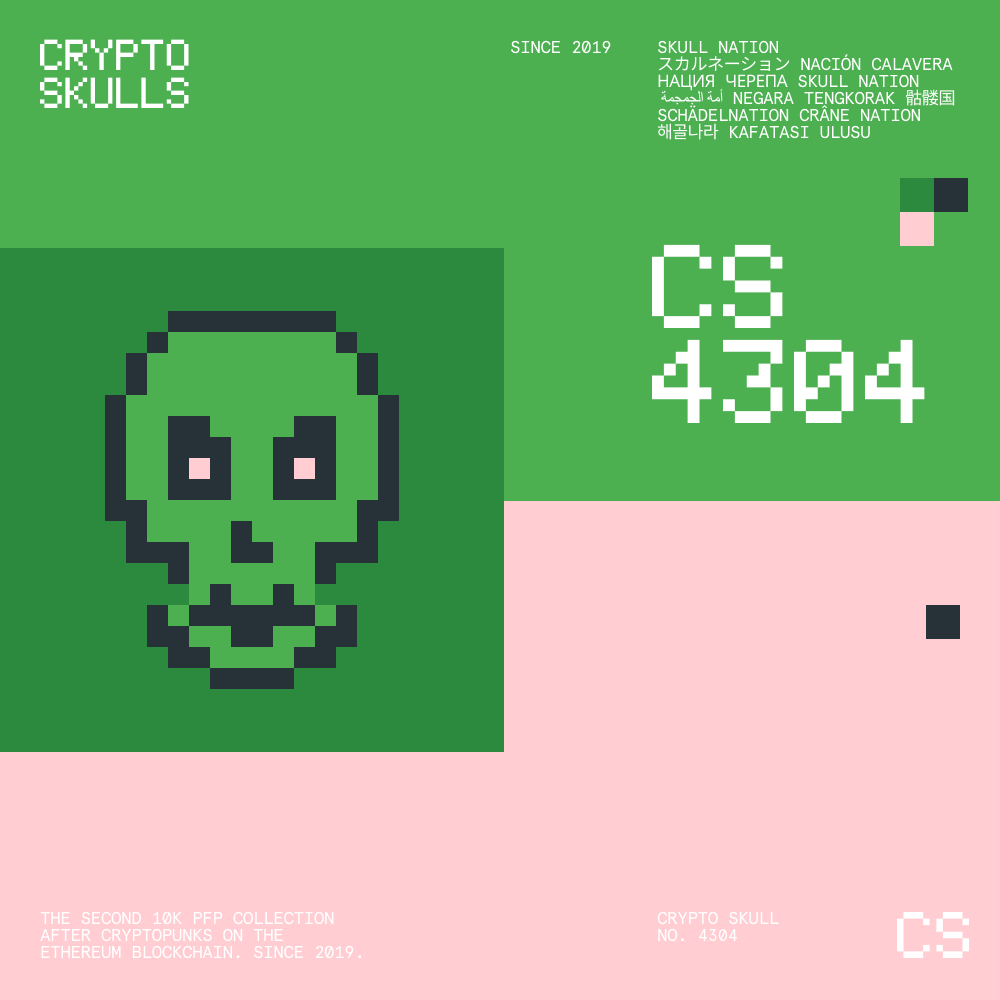 CRYPTO
SKULLS
SINCE 2019
SKULL NATION
スカルネーション NACIÓN CALAVERA
НАЦИЯ ЧЕРЕПА SKULL NATION
أمة الجمجمة NEGARA TENGKORAK 骷髅国
SCHÄDELNATION CRÂNE NATION
해골나라 KAFATASI ULUSU
CS
4304
THE SECOND 10K PFP COLLECTION
AFTER CRYPTOPUNKS ON THE
ETHEREUM BLOCKCHAIN. SINCE 2019.
CRYPTO SKULL
NO. 4304
CS